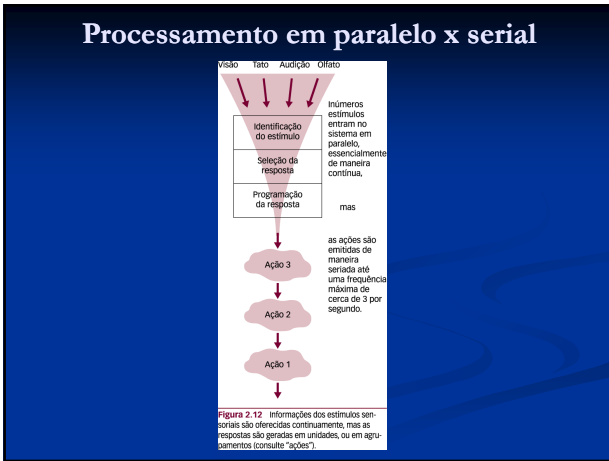 Processamento em paralelo x serial
Visão Tato Audição Olfato
Identificação
do estímulo
Seleção da
resposta
Programação
da resposta
Inúmeros
estímulos
entram no
sistema em
paralelo,
essencialmente
de maneira
contínua,
mas
as ações são
emitidas de
maneira
seriada até
uma frequência
máxima de
cerca de 3 por
segundo.
Ação 3
Ação 2
Ação 1
Figura 2.12 Informações dos estímulos sen-
soriais são oferecidas continuamente, mas as
respostas são geradas em unidades, ou em agru-
pamentos (consulte "ações").